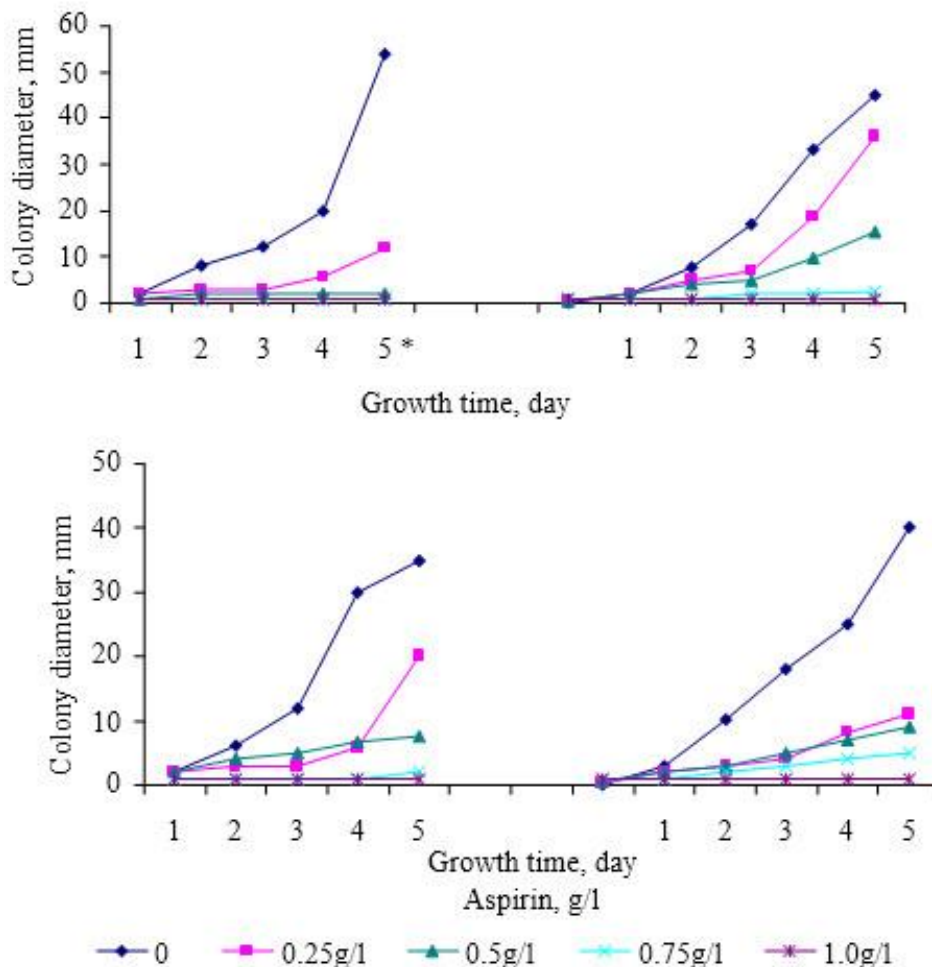 60
50
40
30
20
10
0
Colony diameter, mm
1 2 3 4 5 * 1 2 3 4 5
Growth time, day
50
40
30
20
10
0
Colony diameter, mm
1 2 3 4 5 1 2 3 4 5
Growth time, day
Aspirin, g/l
0 0.25g/l 0.5g/l 0.75g/l 1.0g/l